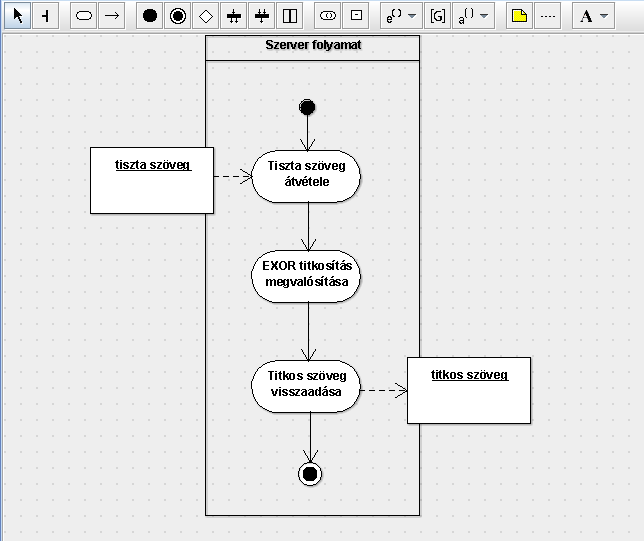 e
[G]
a
A
Szerver folyamat
tiszta szöveg
Tiszta szöveg
átvétele
EXOR titkosítás
megvalósítása
Titkos szöveg
visszaadása
titkos szöveg